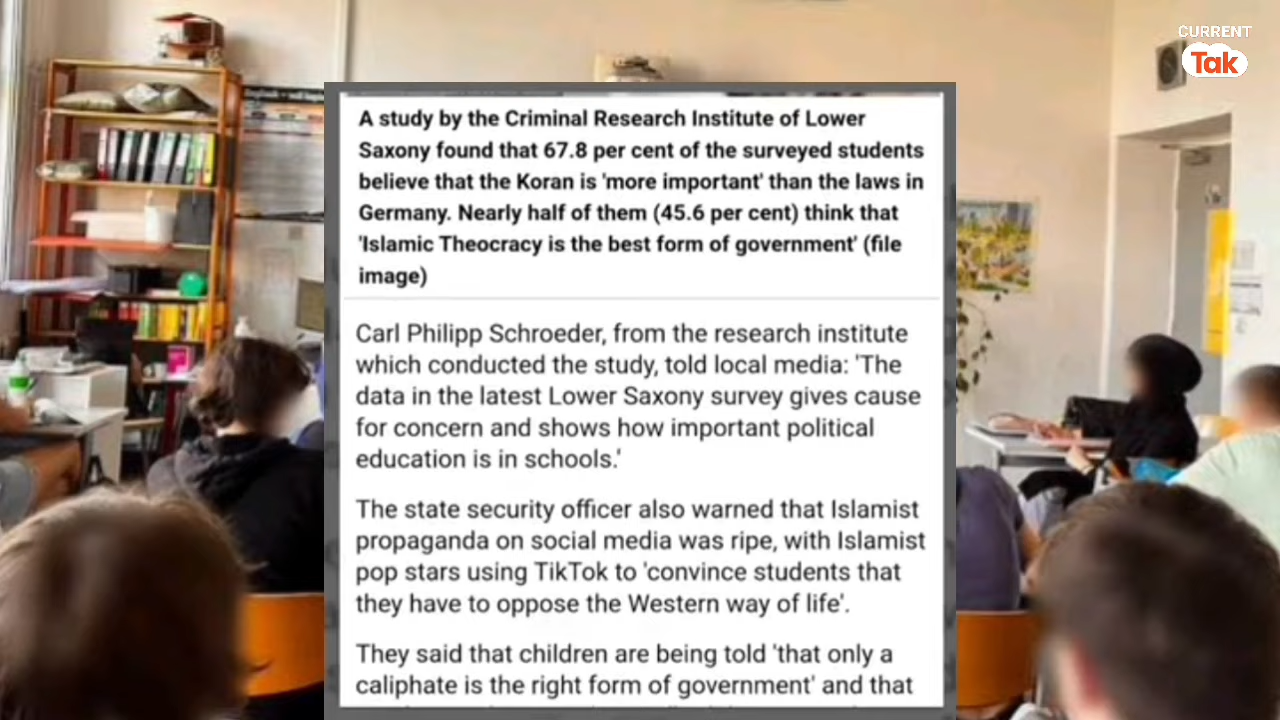 CURRENT
Tak
A study by the Criminal Research Institute of Lower
Saxony found that 67.8 per cent of the surveyed students
believe that the Koran is 'more important' than the laws in
Germany. Nearly half of them (45.6 per cent) think that
'Islamic Theocracy is the best form of government' (file
image)
Carl Philipp Schroeder, from the research institute
which conducted the study, told local media: 'The
data in the latest Lower Saxony survey gives cause
for concern and shows how important political
education is in schools.'
The state security officer also warned that Islamist
propaganda on social media was ripe, with Islamist
pop stars using TikTok to 'convince students that
they have to oppose the Western way of life'.
They said that children are being told 'that only a
caliphate is the right form of government' and that